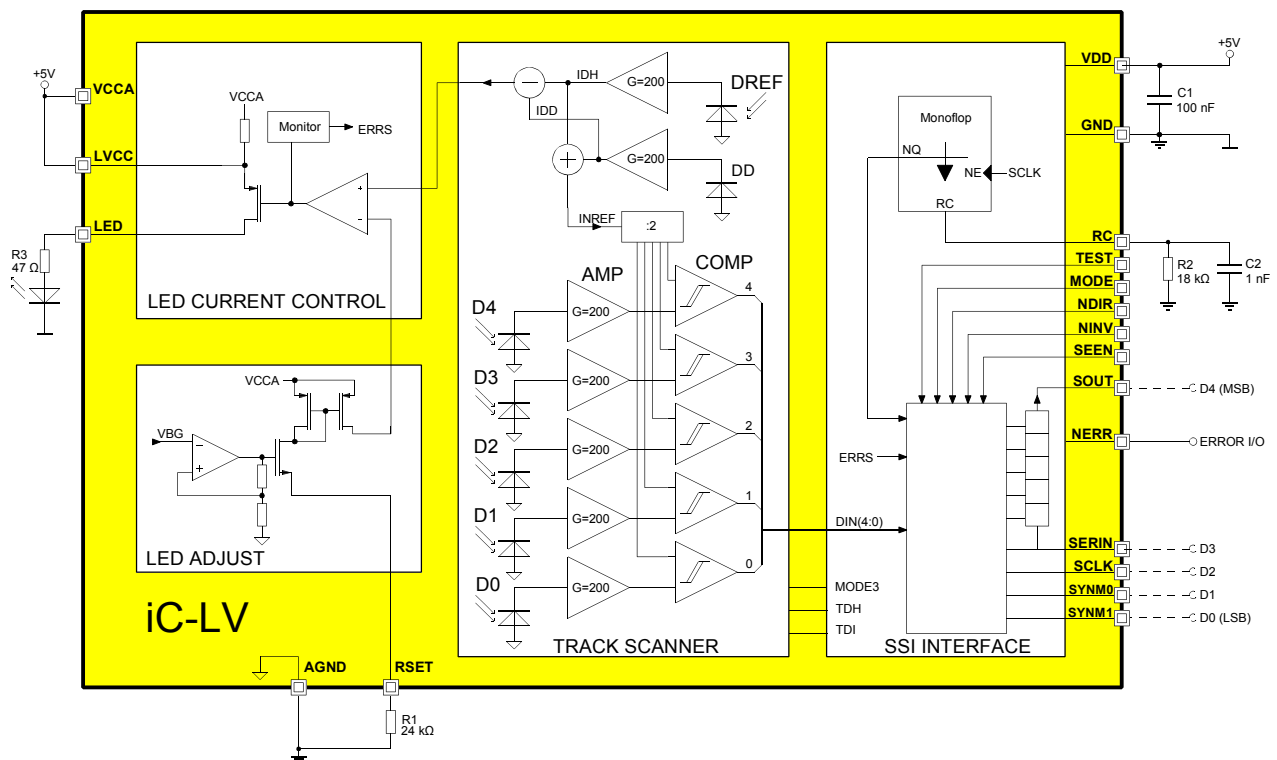 +5V
VCCA
LVCC
LED
R3
47 Ω
VCCA
Monitor
ERRS
+
−
LED CURRENT CONTROL
VCCA
VBG
−
+
LED ADJUST
iC-LV
AGND
RSET
R1
24 kΩ
−
IDH
G=200
DREF
IDD
+
G=200
DD
INREF
:2
AMP
COMP
D4
G=200
4
D3
G=200
3
D2
G=200
2
D1
G=200
1
D0
G=200
0
TRACK SCANNER
Monoflop
NQ
NE
SCLK
RC
ERRS
DIN(4:0)
MODE3
TDH
TDI
SSI INTERFACE
VDD
+5V
C1
100 nF
GND
RC
R2
18 kΩ
C2
1 nF
TEST
MODE
NDIR
NINV
SEEN
SOUT
D4 (MSB)
NERR
ERROR I/O
SERIN
D3
SCLK
D2
SYNM0
D1
SYNM1
D0 (LSB)